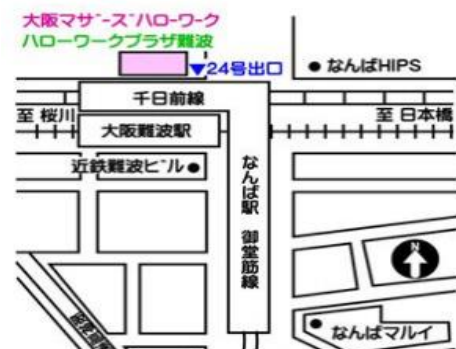 大阪マザーズハローワーク
ハローワークプラザ難波
▼24号出口
なんばHIPS
千日前線
至 桜川
至 日本橋
大阪難波駅
近鉄難波ビル
なんば駅 御堂筋線
N
なんばマルイ